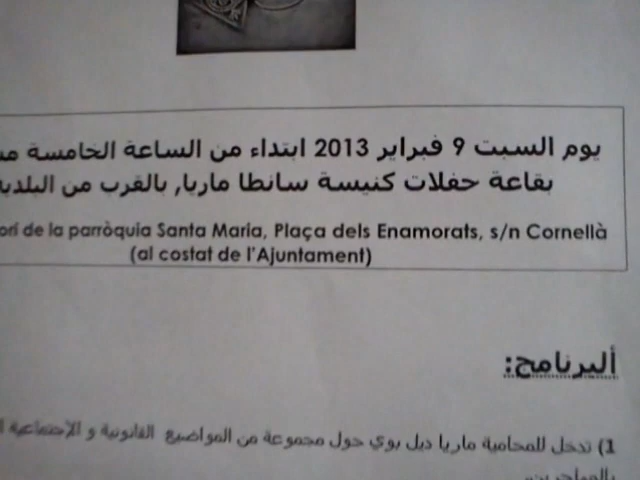 يوم السبت 9 فبراير 2013 ابتداء من الساعة الخامسة
بقاعة حفلات كنيسة سانطا ماريا, بالقرب من
de la parròquia Santa Maria, Plaça dels Enamorats, s/n Cornellà
(al costat de l'Ajuntament)
ألبرنامج:
1) تدخل للمحامية ماريا ديل بوي حول مجموعة من المواضيع القانونية و الإجتماعية